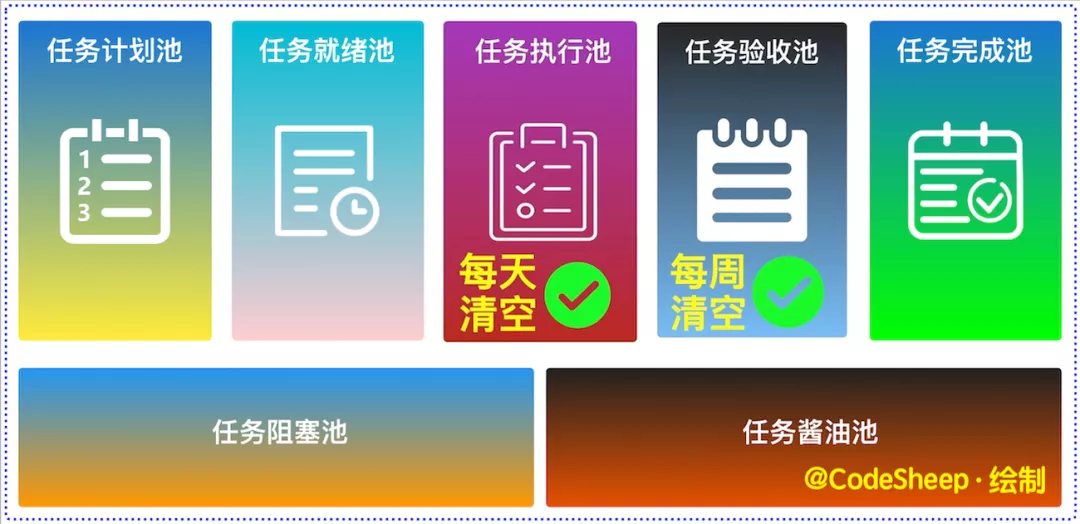 任务计划池
任务就绪池
任务执行池
任务验收池
任务完成池
1
2
3
每天
清空
每周
清空
任务阻塞池
任务酱油池
@CodeSheep · 绘制